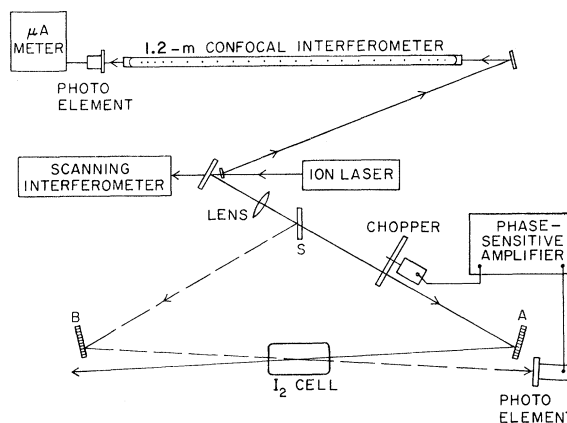 μA
METER
1.2-m CONFOCAL INTERFEROMETER
PHOTO
ELEMENT
SCANNING
INTERFEROMETER
ION LASER
LENS
S
CHOPPER
PHASE-
SENSITIVE
AMPLIFIER
B
A
I₂ CELL
PHOTO
ELEMENT